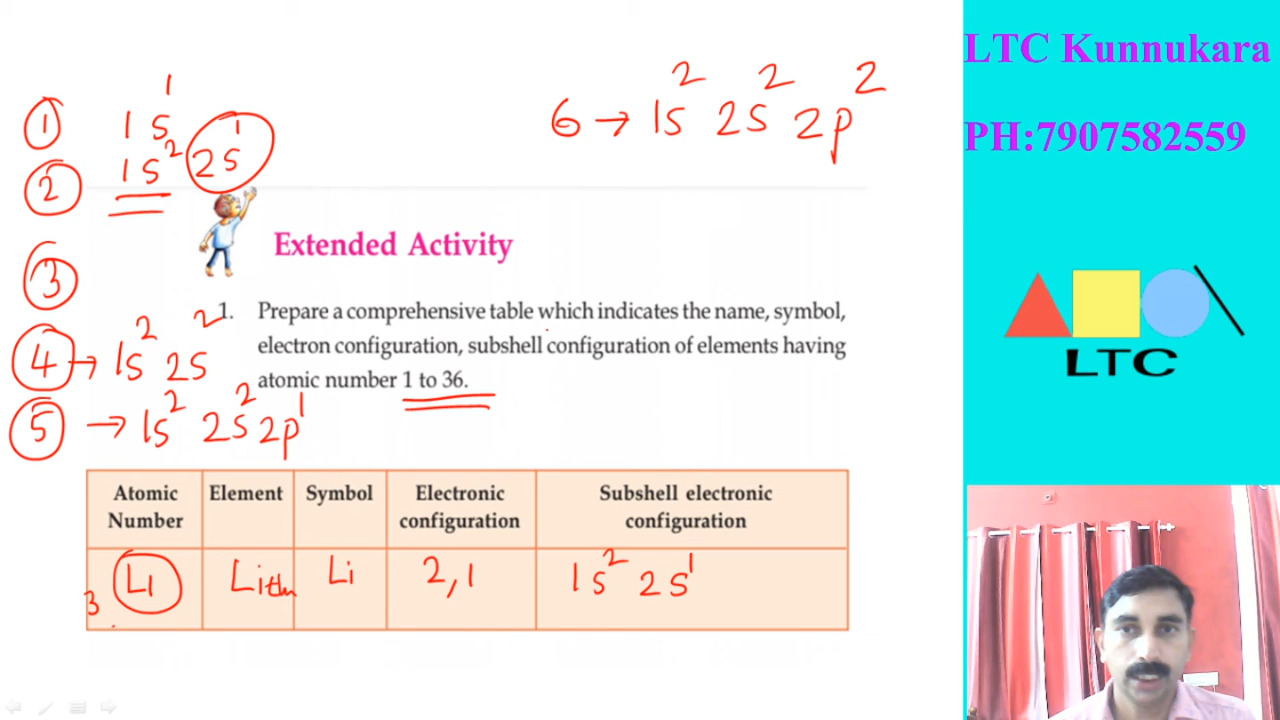 LTC Kunnukara
PH:7907582559
1 1s¹
2 1s² 2s¹
3
4 → 1s² 2s²
5 → 1s² 2s² 2p¹
6 → 1s² 2s² 2p²
Extended Activity
1. Prepare a comprehensive table which indicates the name, symbol,
electron configuration, subshell configuration of elements having
atomic number 1 to 36.
Atomic Number Element Symbol Electronic configuration Subshell electronic configuration
3 Li Lithm Li 2,1 1s² 2s¹
LTC